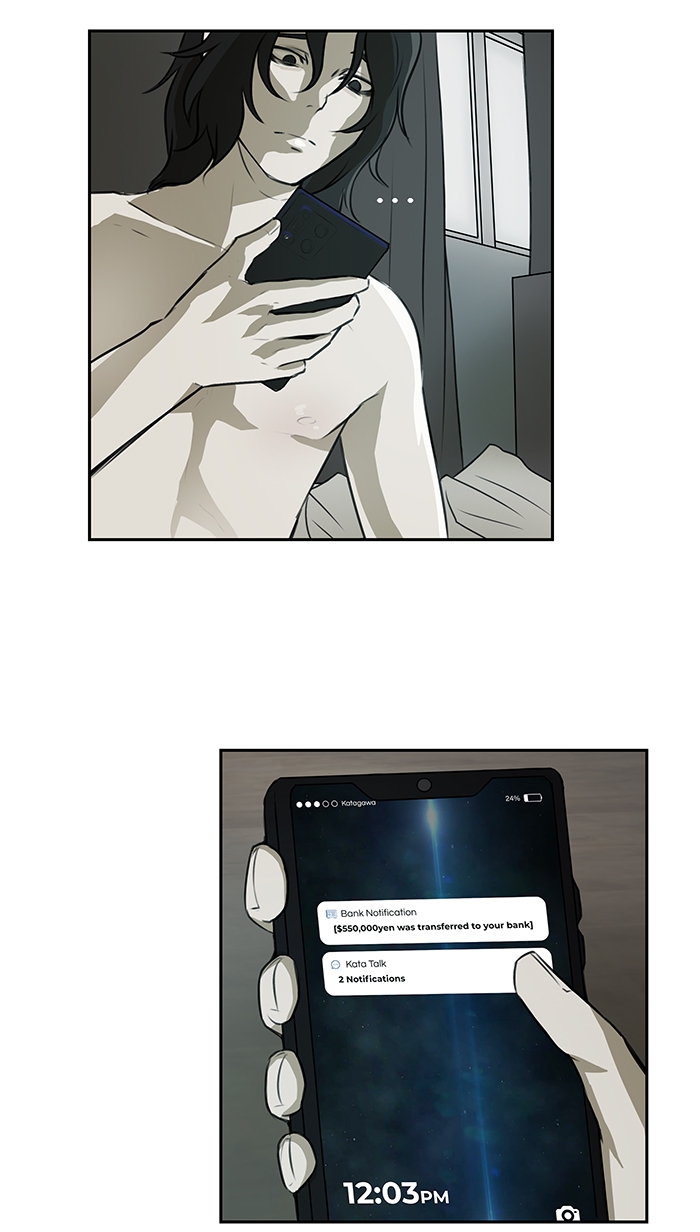 ...
Katagawa 24%
Bank Notification
[$550,000yen was transferred to your bank]
Kata Talk
2 Notifications
12:03PM